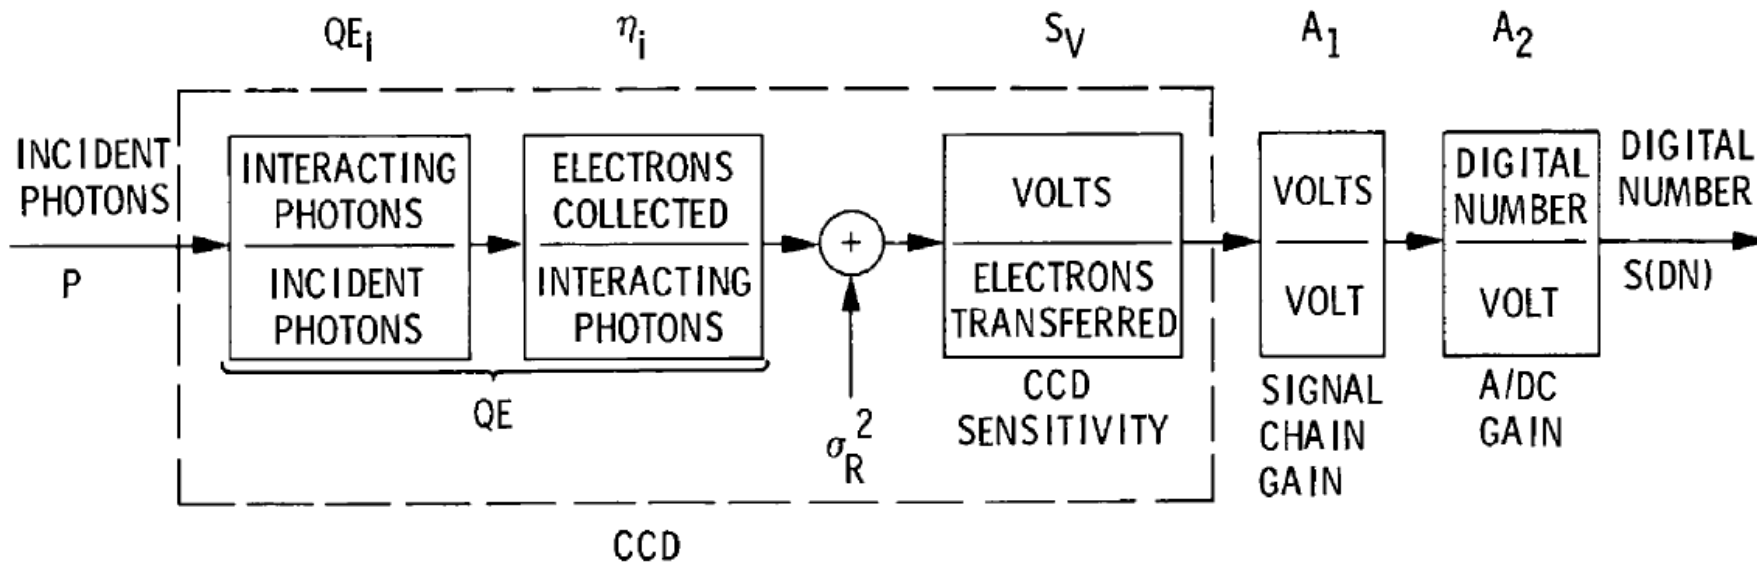 QE_i
η_i
S_V
A_1
A_2
INCIDENT
PHOTONS
P
INTERACTING
PHOTONS
INCIDENT
PHOTONS
ELECTRONS
COLLECTED
INTERACTING
PHOTONS
QE
+
σ_R^2
VOLTS
ELECTRONS
TRANSFERRED
CCD
SENSITIVITY
CCD
VOLTS
VOLT
SIGNAL
CHAIN
GAIN
DIGITAL
NUMBER
VOLT
A/DC
GAIN
DIGITAL
NUMBER
S(DN)